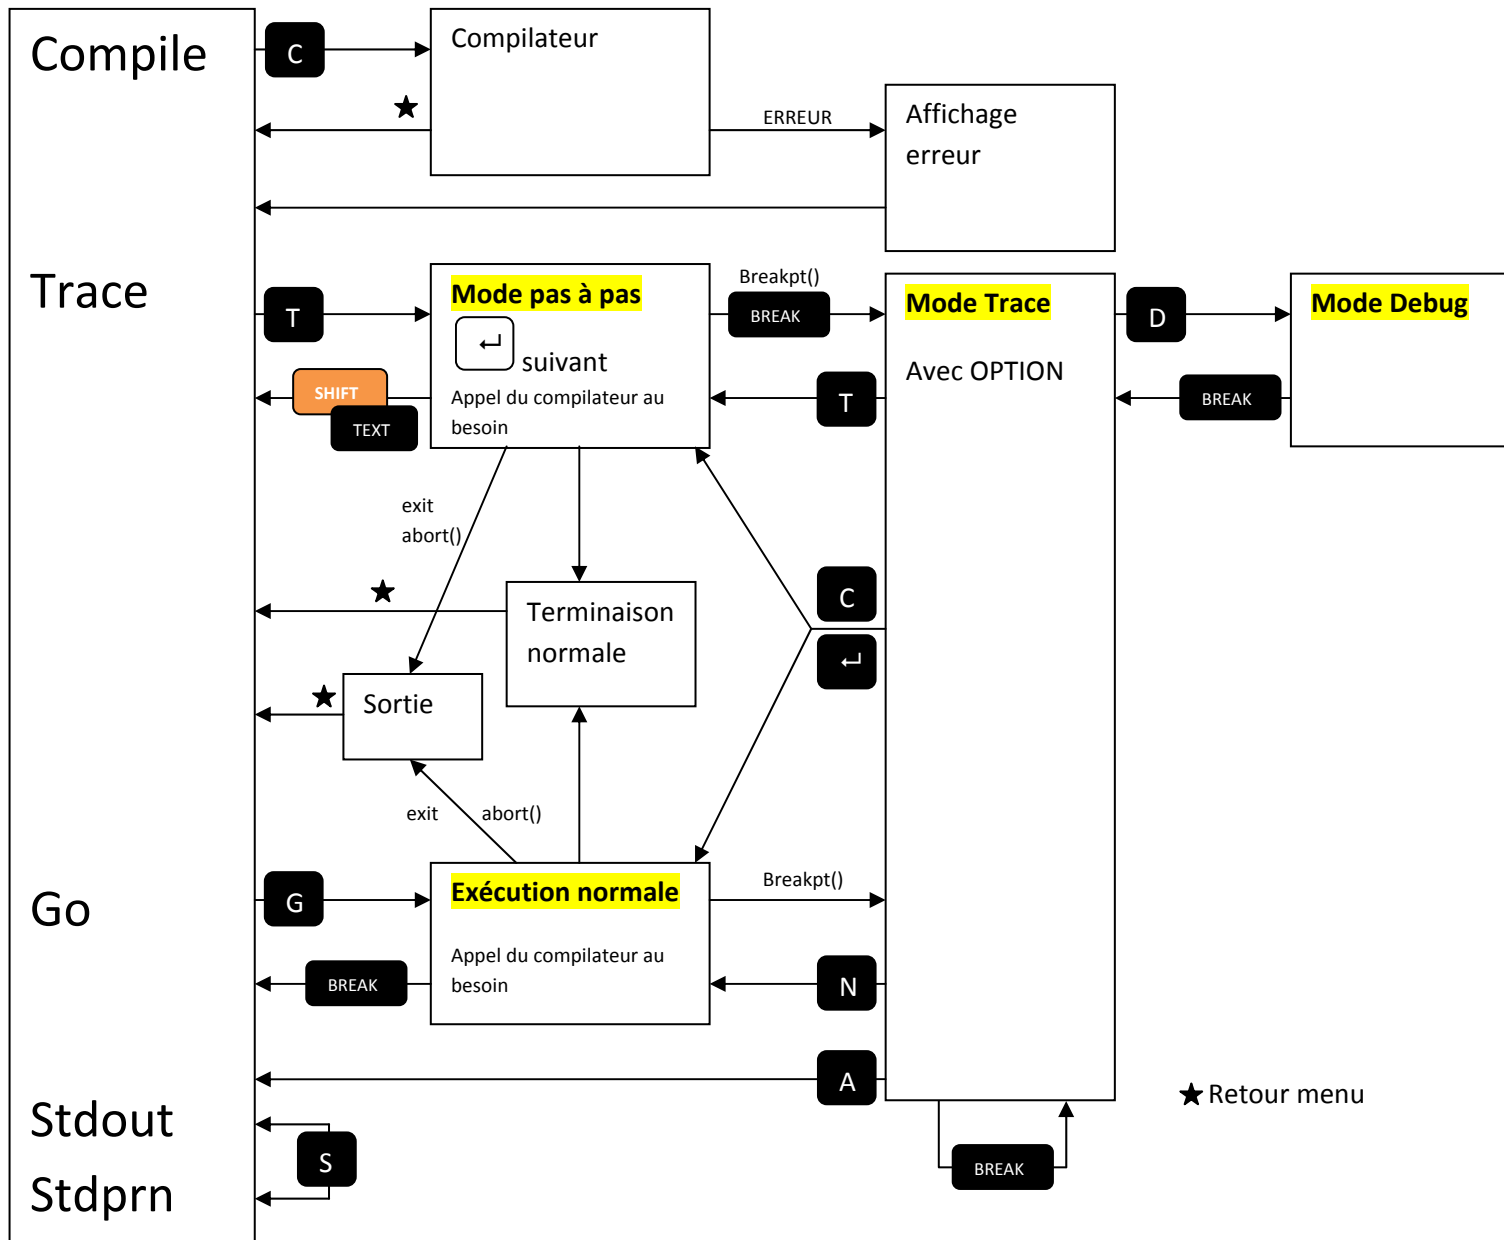 Compile
C
Compilateur
ERREUR
Affichage
erreur
Trace
T
Mode pas à pas
suivant
Appel du compilateur au
besoin
SHIFT
TEXT
Breakpt()
BREAK
T
Mode Trace
Avec OPTION
D
BREAK
Mode Debug
exit
abort()
C
Terminaison
normale
Sortie
exit
abort()
Go
G
Exécution normale
Appel du compilateur au
besoin
BREAK
Breakpt()
N
A
Stdout
S
Stdprn
BREAK
Retour menu